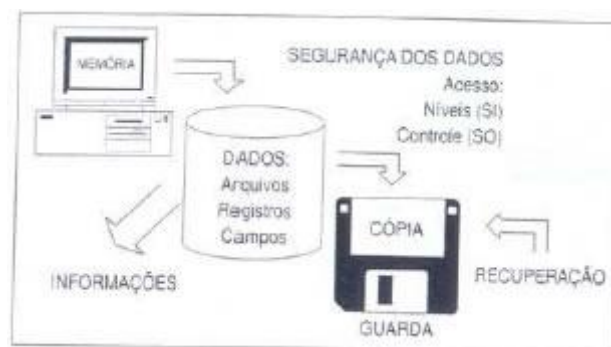 MEMÓRIA
SEGURANÇA DOS DADOS
Acesso:
Níveis (SI)
Controle (SO)
DADOS:
Arquivos
Registros
Campos
CÓPIA
INFORMAÇÕES
RECUPERAÇÃO
GUARDA